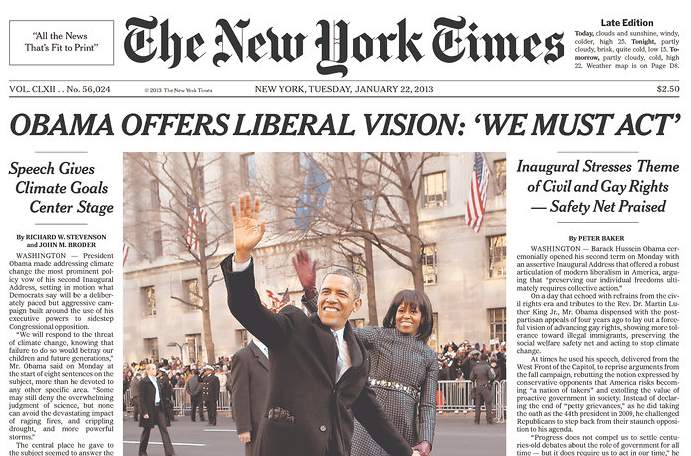 "All the News
That's Fit to Print"
The New York Times
Late Edition
Today, clouds and sunshine, windy,
colder, high 25. Tonight, partly
cloudy, brisk, quite cold, low 15. To-
morrow, partly cloudy, cold, high
22. Weather map is on Page D8.
VOL. CLXII . . No. 56,024
© 2013 The New York Times
NEW YORK, TUESDAY, JANUARY 22, 2013
$2.50
OBAMA OFFERS LIBERAL VISION: ‘WE MUST ACT’
Speech Gives
Climate Goals
Center Stage
By RICHARD W. STEVENSON
and JOHN M. BRODER
WASHINGTON — President
Obama made addressing climate
change the most prominent pol-
icy vow of his second Inaugural
Address, setting in motion what
Democrats say will be a deliber-
ately paced but aggressive cam-
paign built around the use of his
executive powers to sidestep
Congressional opposition.
“We will respond to the threat
of climate change, knowing that
failure to do so would betray our
children and future generations,”
Mr. Obama said on Monday at
the start of eight sentences on the
subject, more than he devoted to
any other specific area. “Some
may still deny the overwhelming
judgment of science, but none
can avoid the devastating impact
of raging fires, and crippling
drought, and more powerful
storms.”
The central place he gave to
the subject seemed to answer the
Inaugural Stresses Theme
of Civil and Gay Rights
— Safety Net Praised
By PETER BAKER
WASHINGTON — Barack Hussein Obama cer-
emonially opened his second term on Monday with
an assertive Inaugural Address that offered a robust
articulation of modern liberalism in America, argu-
ing that “preserving our individual freedoms ulti-
mately requires collective action.”
On a day that echoed with refrains from the civ-
il rights era and tributes to the Rev. Dr. Martin Lu-
ther King Jr., Mr. Obama dispensed with the post-
partisan appeals of four years ago to lay out a force-
ful vision of advancing gay rights, showing more tol-
erance toward illegal immigrants, preserving the
social welfare safety net and acting to stop climate
change.
At times he used his speech, delivered from the
West Front of the Capitol, to reprise arguments from
the fall campaign, rebutting the notion expressed by
conservative opponents that America risks becom-
ing “a nation of takers” and extolling the value of
proactive government in society. Instead of declar-
ing the end of “petty grievances,” as he did taking
the oath as the 44th president in 2009, he challenged
Republicans to step back from their staunch opposi-
tion to his agenda.
“Progress does not compel us to settle centu-
ries-old debates about the role of government for all
time — but it does require us to act in our time,” he